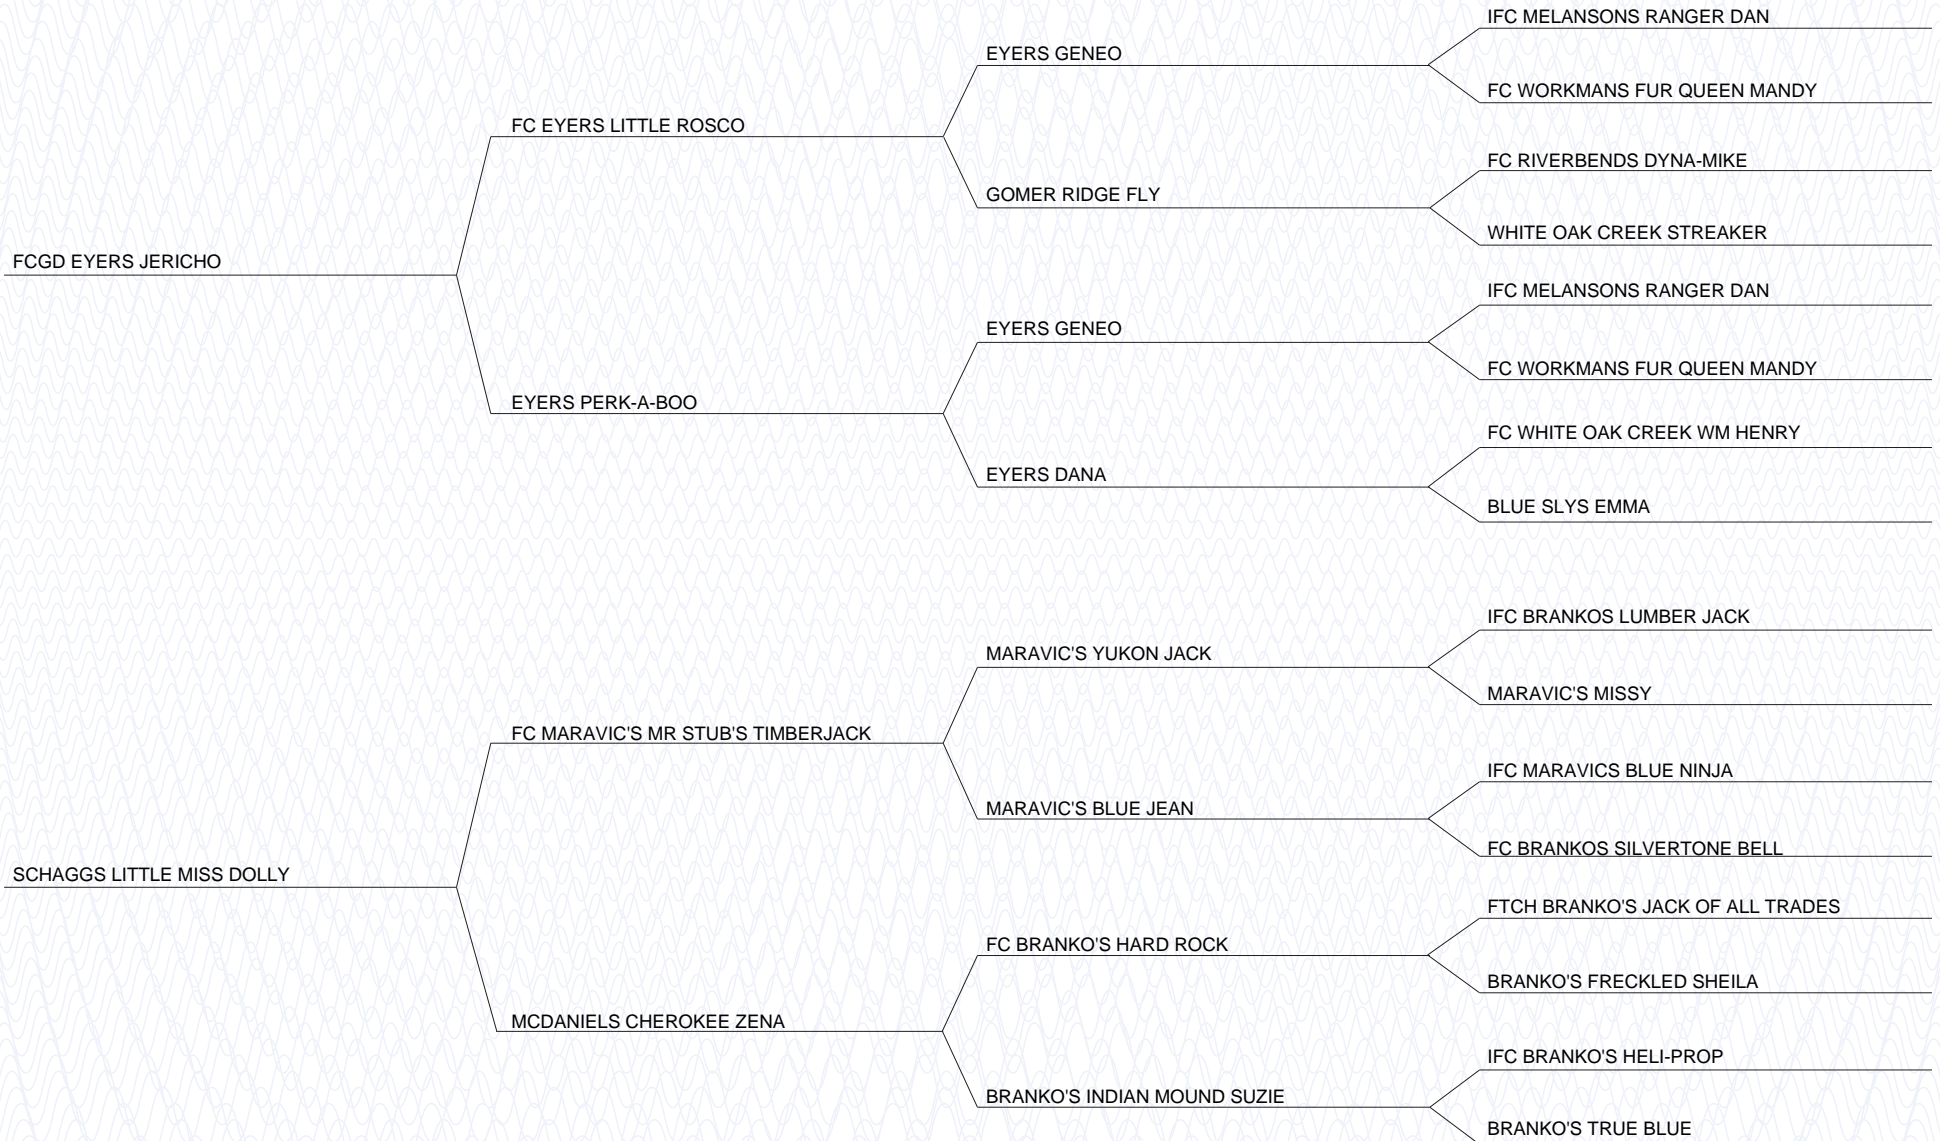 IFC MELANSONS RANGER DAN
EYERS GENEO
FC WORKMANS FUR QUEEN MANDY
FC EYERS LITTLE ROSCO
FC RIVERBENDS DYNA-MIKE
GOMER RIDGE FLY
WHITE OAK CREEK STREAKER
FCGD EYERS JERICHO
IFC MELANSONS RANGER DAN
EYERS GENEO
FC WORKMANS FUR QUEEN MANDY
EYERS PERK-A-BOO
FC WHITE OAK CREEK WM HENRY
EYERS DANA
BLUE SLYS EMMA
IFC BRANKOS LUMBER JACK
MARAVIC'S YUKON JACK
MARAVIC'S MISSY
FC MARAVIC'S MR STUB'S TIMBERJACK
IFC MARAVICS BLUE NINJA
MARAVIC'S BLUE JEAN
FC BRANKOS SILVERTONE BELL
SCHAGGS LITTLE MISS DOLLY
FTCH BRANKO'S JACK OF ALL TRADES
FC BRANKO'S HARD ROCK
BRANKO'S FRECKLED SHEILA
MCDANIELS CHEROKEE ZENA
IFC BRANKO'S HELI-PROP
BRANKO'S INDIAN MOUND SUZIE
BRANKO'S TRUE BLUE